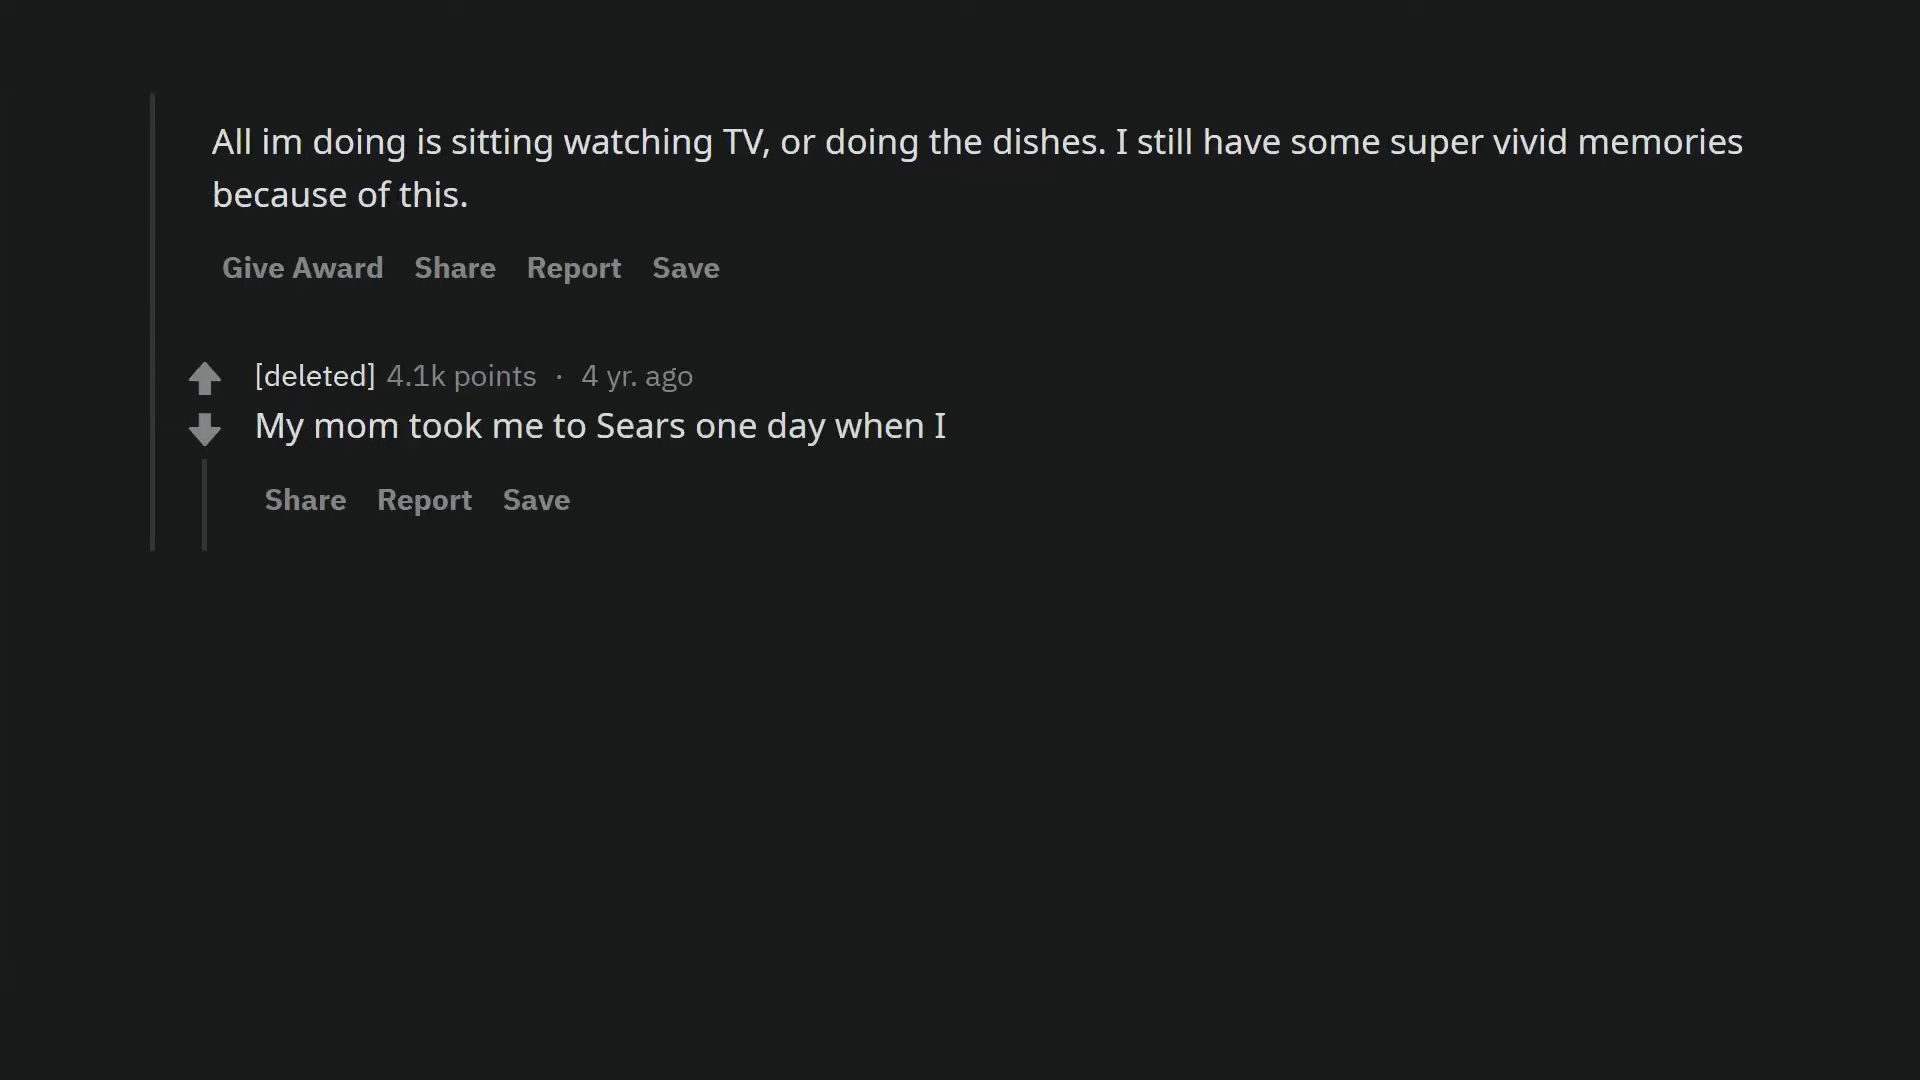 All im doing is sitting watching TV, or doing the dishes. I still have some super vivid memories
because of this.
Give Award Share Report Save
[deleted] 4.1k points · 4 yr. ago
My mom took me to Sears one day when I
Share Report Save